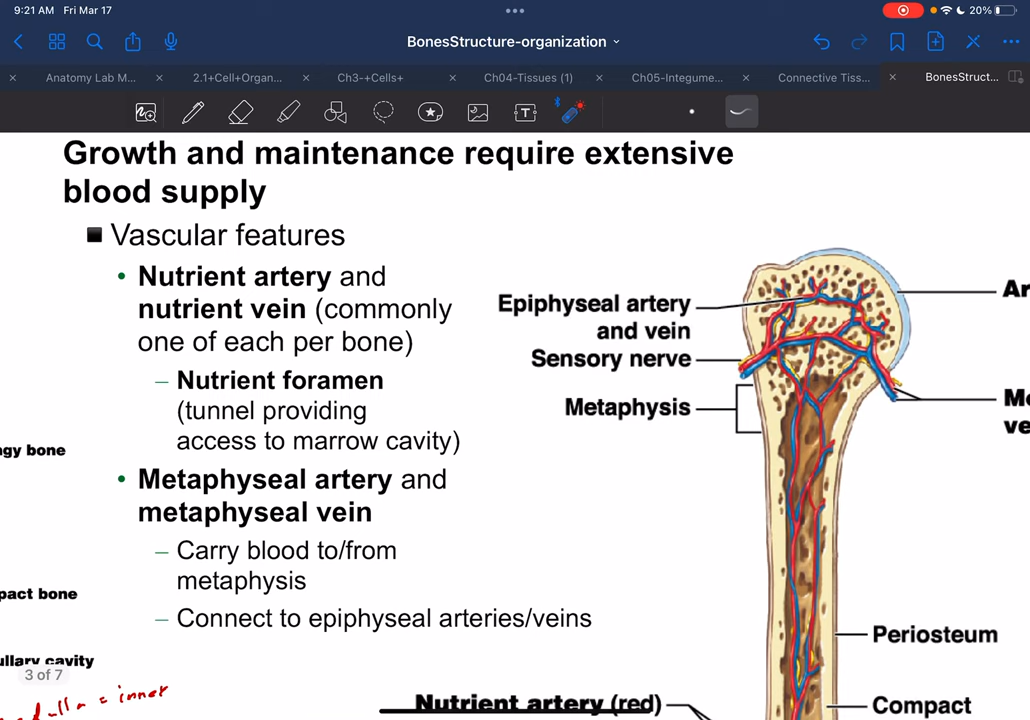 9:21 AM Fri Mar 17
20%
BonesStructure-organization
Anatomy Lab M...
2.1+Cell+Organ...
Ch3-+Cells+
Ch04-Tissues (1)
Ch05-Integume...
Connective Tiss...
BonesStruct...
Growth and maintenance require extensive
blood supply
Vascular features
• Nutrient artery and
nutrient vein (commonly
one of each per bone)
– Nutrient foramen
(tunnel providing
access to marrow cavity)
• Metaphyseal artery and
metaphyseal vein
– Carry blood to/from
metaphysis
– Connect to epiphyseal arteries/veins
Epiphyseal artery
and vein
Sensory nerve
Metaphysis
Ar
Me
ve
Periosteum
Compact
Nutrient artery (red)
ngy bone
pact bone
ullary cavity
3 of 7
= inner